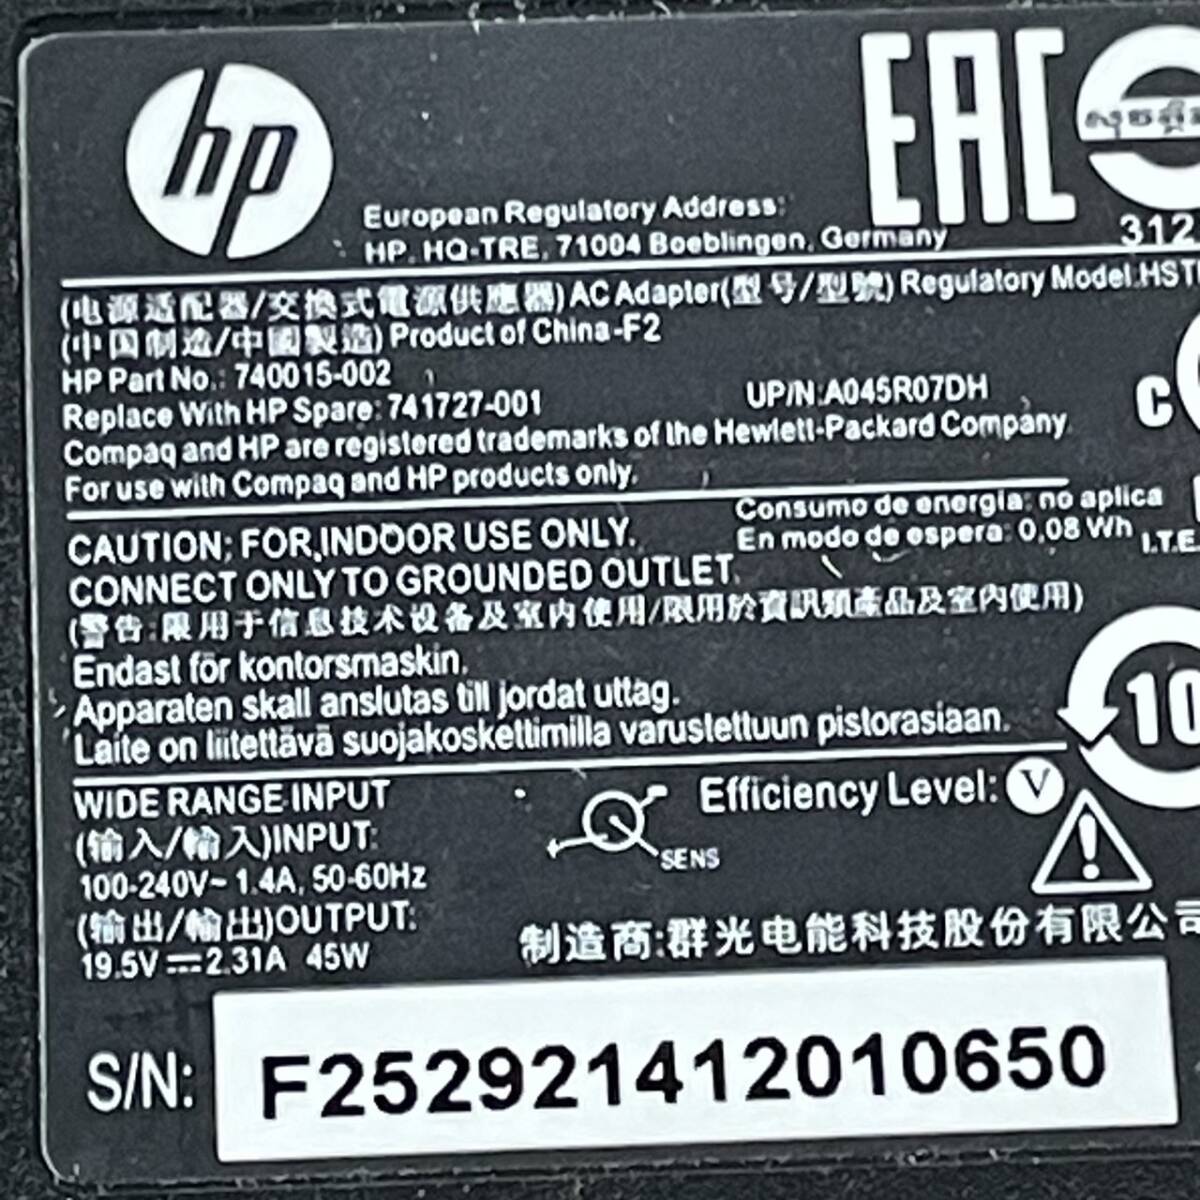 hp
EAC
European Regulatory Address:
HP, HQ-TRE, 71004 Boeblingen, Germany
312
(电源适配器/交換式電源供應器) AC Adapter(型号/型號) Regulatory Model:HST
(中国制造/中國製造) Product of China-F2
HP Part No.: 740015-002
Replace With HP Spare: 741727-001
UP/N:A045R07DH
C
Compaq and HP are registered trademarks of the Hewlett-Packard Company
For use with Compaq and HP products only.
CAUTION: FOR INDOOR USE ONLY.
CONNECT ONLY TO GROUNDED OUTLET.
Consumo de energia: no aplica
En modo de espera: 0,08 Wh
I.T.E
(警告:限用于信息技术设备及室内使用/限用於資訊類產品及室內使用)
Endast för kontorsmaskin.
Apparaten skall anslutas till jordat uttag.
Laite on liitettävä suojakoskettimilla varustettuun pistorasiaan.
10
WIDE RANGE INPUT
(输入/輸入)INPUT:
100-240V~ 1.4A, 50-60Hz
(输出/輸出)OUTPUT:
19.5V⎓2.31A 45W
SENS
Efficiency Level: V
制造商:群光电能科技股份有限公司
S/N: F252921412010650